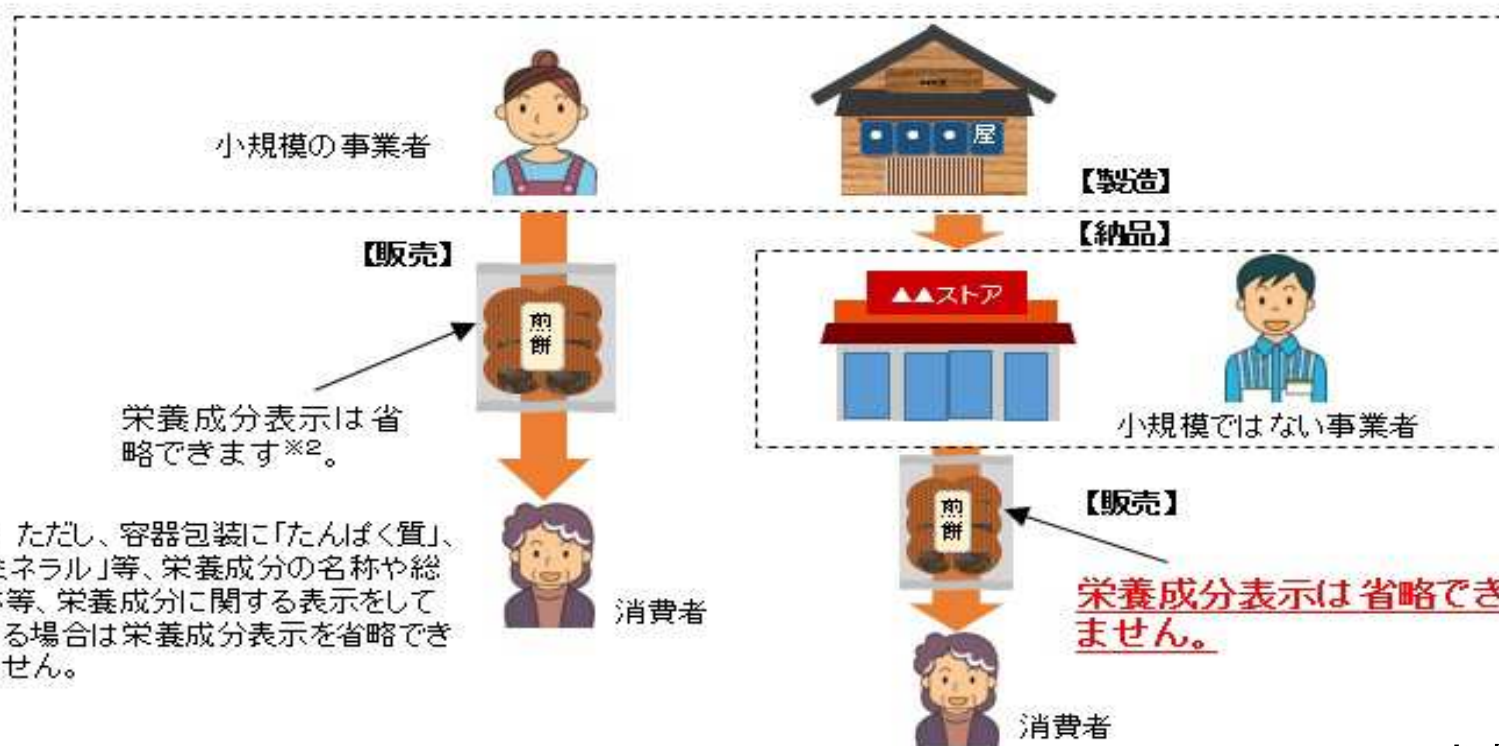 小規模の事業者
屋
【製造】
【販売】
煎
餅
栄養成分表示は省
略できます※2。
ただし、容器包装に「たんぱく質」、
ミネラル」等、栄養成分の名称や総
等、栄養成分に関する表示をして
る場合は栄養成分表示を省略でき
せん。
消費者
【納品】
▲▲ストア
小規模ではない事業者
【販売】
煎
餅
栄養成分表示は省略でき
ません。
消費者